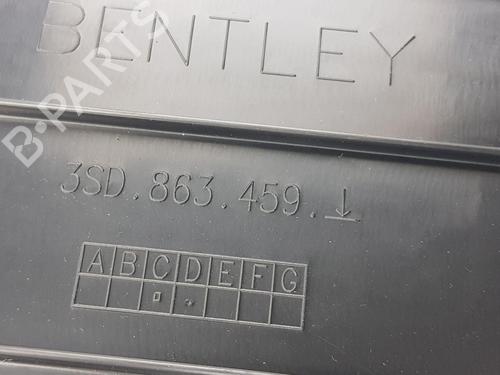 BENTLEY
B-PARTS
3SD.863.459.↓
A B C D E F G